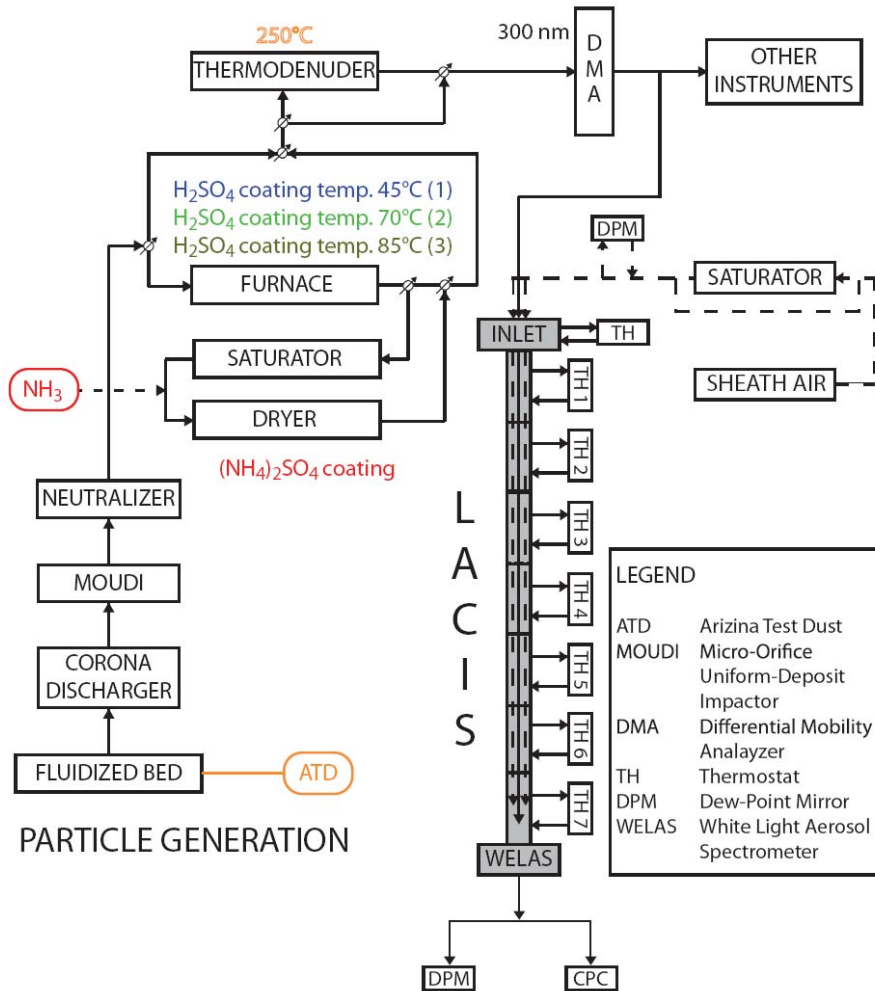 250°C
THERMODENUDER
300 nm
D
M
A
OTHER
INSTRUMENTS
H₂SO₄ coating temp. 45°C (1)
H₂SO₄ coating temp. 70°C (2)
H₂SO₄ coating temp. 85°C (3)
FURNACE
SATURATOR
NH₃
DRYER
(NH4)₂SO₄ coating
NEUTRALIZER
MOUDI
CORONA
DISCHARGER
FLUIDIZED BED
ATD
PARTICLE GENERATION
DPM
SATURATOR
SHEATH AIR
INLET
TH
TH 1
TH 2
TH 3
TH 4
TH 5
TH 6
TH 7
L
A
C
I
S
WELAS
DPM
CPC
LEGEND
ATD Arizina Test Dust
MOUDI Micro-Orifice
Uniform-Deposit
Impactor
DMA Differential Mobility
Analayzer
TH Thermostat
DPM Dew-Point Mirror
WELAS White Light Aerosol
Spectrometer